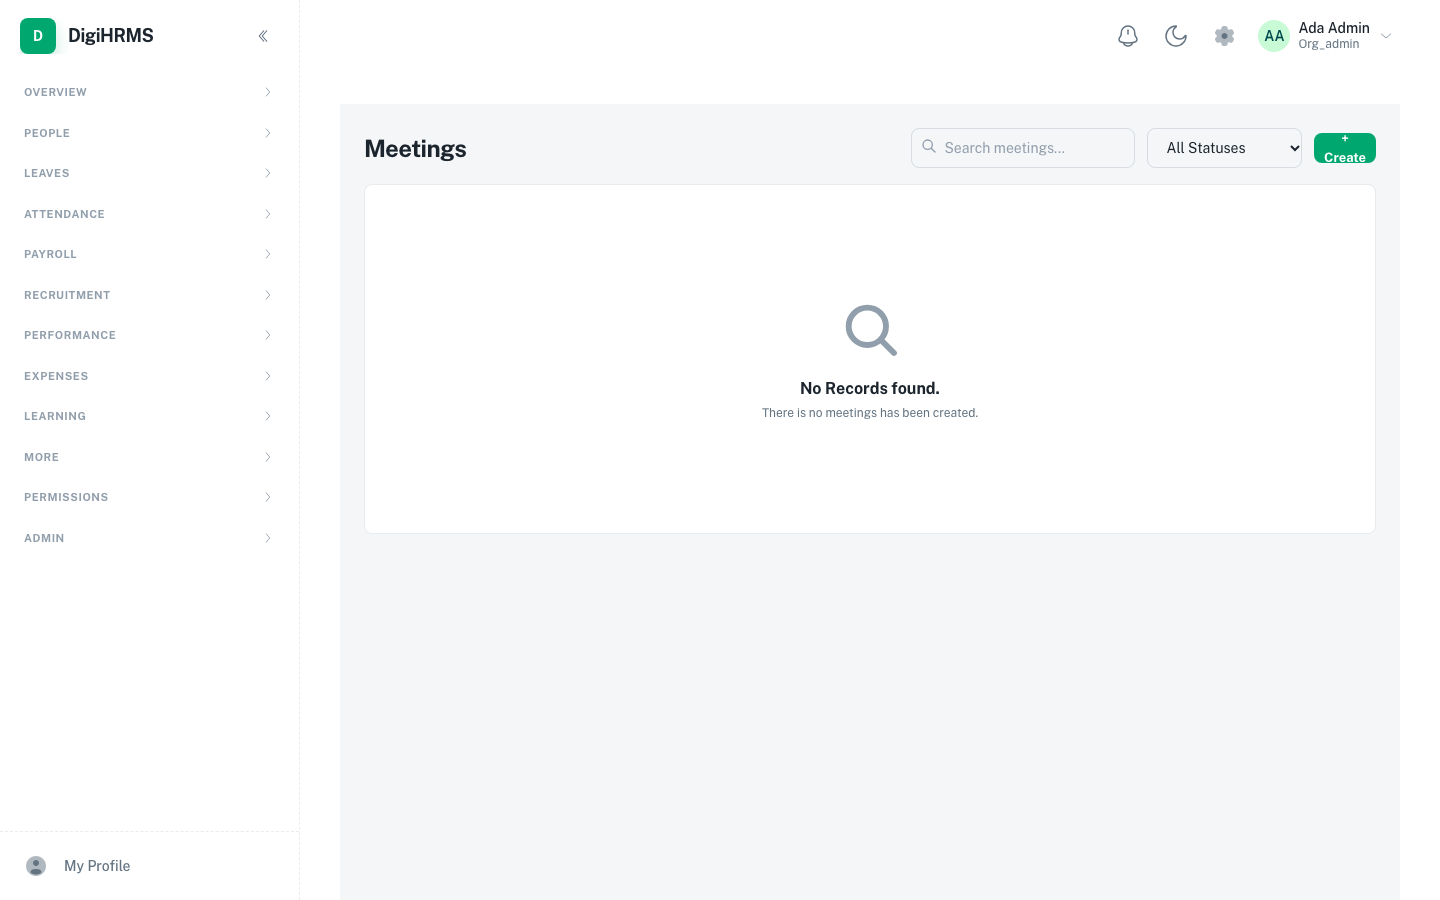 D DigiHRMS
AA Ada Admin
Org_admin
OVERVIEW
PEOPLE
LEAVES
ATTENDANCE
PAYROLL
RECRUITMENT
PERFORMANCE
EXPENSES
LEARNING
MORE
PERMISSIONS
ADMIN
My Profile
Meetings
Search meetings...
All Statuses
+
Create
No Records found.
There is no meetings has been created.